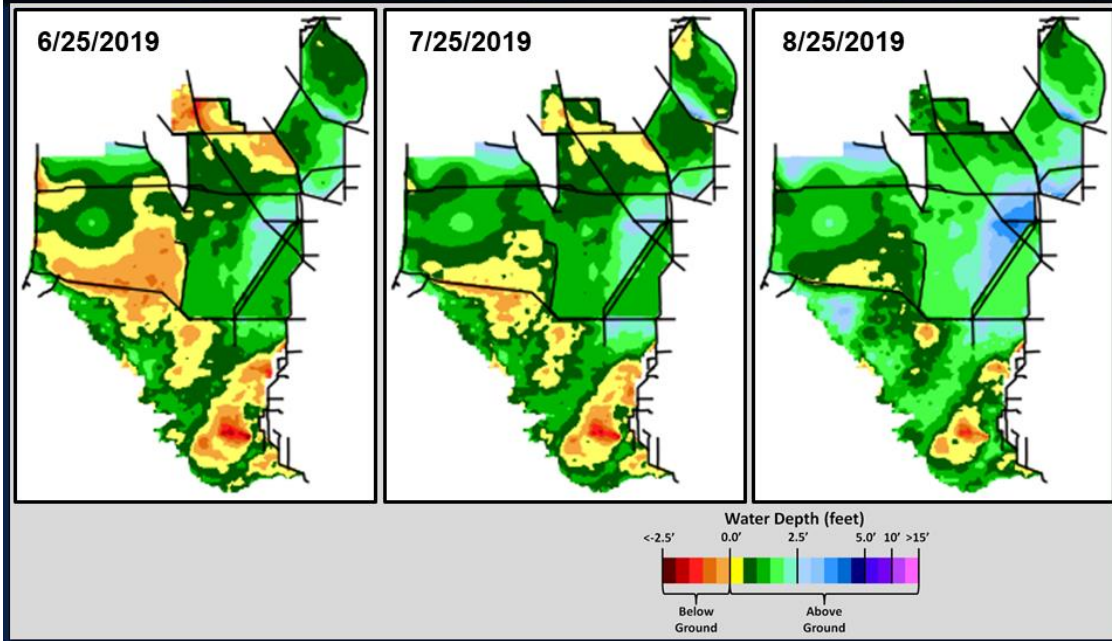 6/25/2019
7/25/2019
8/25/2019
Water Depth (feet)
<-2.5' 0.0' 2.5' 5.0' 10' >15'
Below Ground
Above Ground